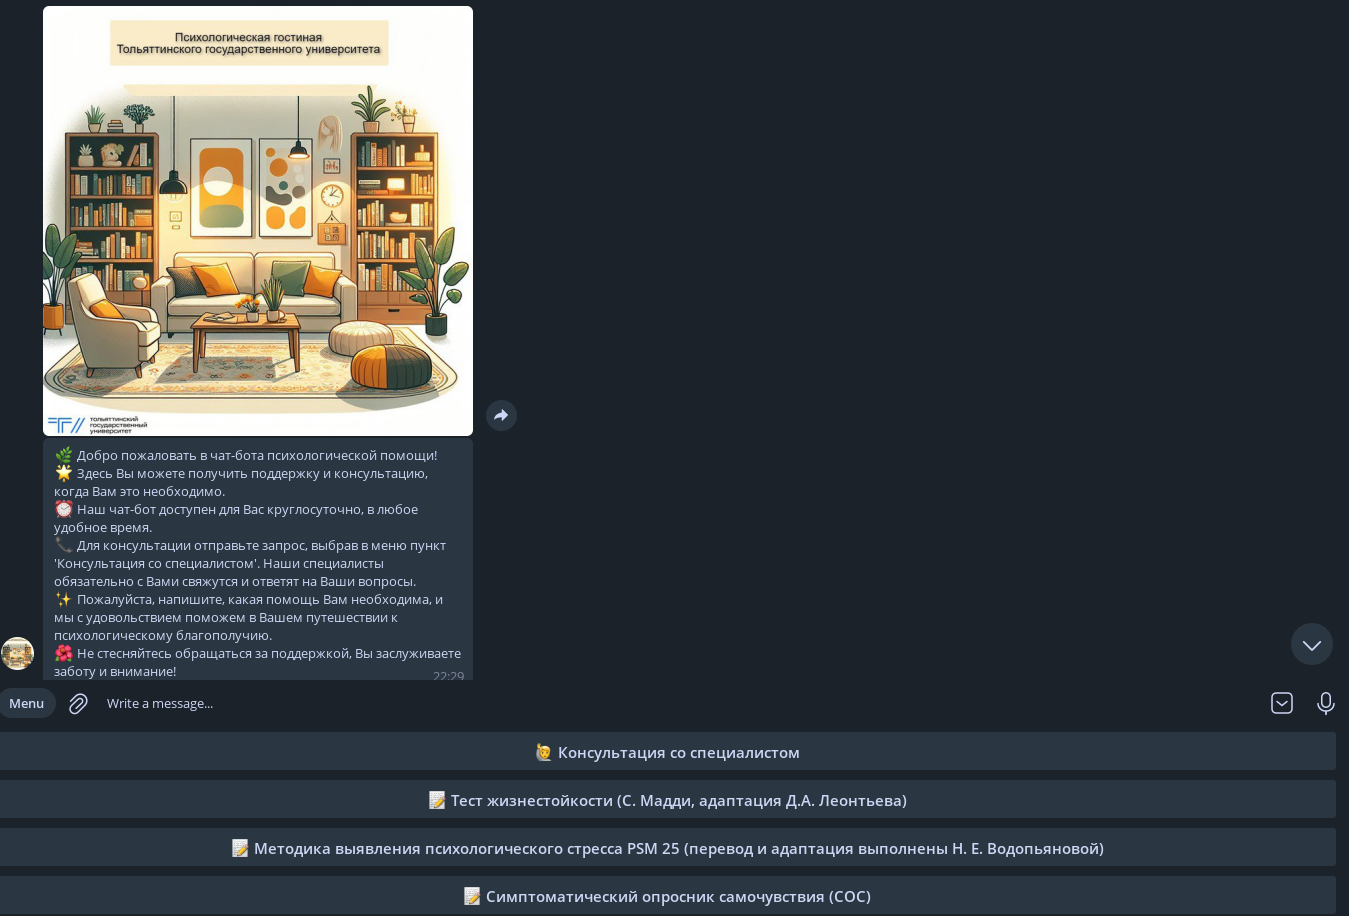 Психологическая гостиная
Тольяттинского государственного университета
тольяттинский
государственный
университет
🌿 Добро пожаловать в чат-бота психологической помощи!
🌟 Здесь Вы можете получить поддержку и консультацию,
когда Вам это необходимо.
⏰ Наш чат-бот доступен для Вас круглосуточно, в любое
удобное время.
📞 Для консультации отправьте запрос, выбрав в меню пункт
'Консультация со специалистом'. Наши специалисты
обязательно с Вами свяжутся и ответят на Ваши вопросы.
✨ Пожалуйста, напишите, какая помощь Вам необходима, и
мы с удовольствием поможем в Вашем путешествии к
психологическому благополучию.
🌺 Не стесняйтесь обращаться за поддержкой, Вы заслуживаете
заботу и внимание!
22:29
Menu
Write a message...
🙋 Консультация со специалистом
📝 Тест жизнестойкости (С. Мадди, адаптация Д.А. Леонтьева)
📝 Методика выявления психологического стресса PSM 25 (перевод и адаптация выполнены Н. Е. Водопьяновой)
📝 Симптоматический опросник самочувствия (СОС)